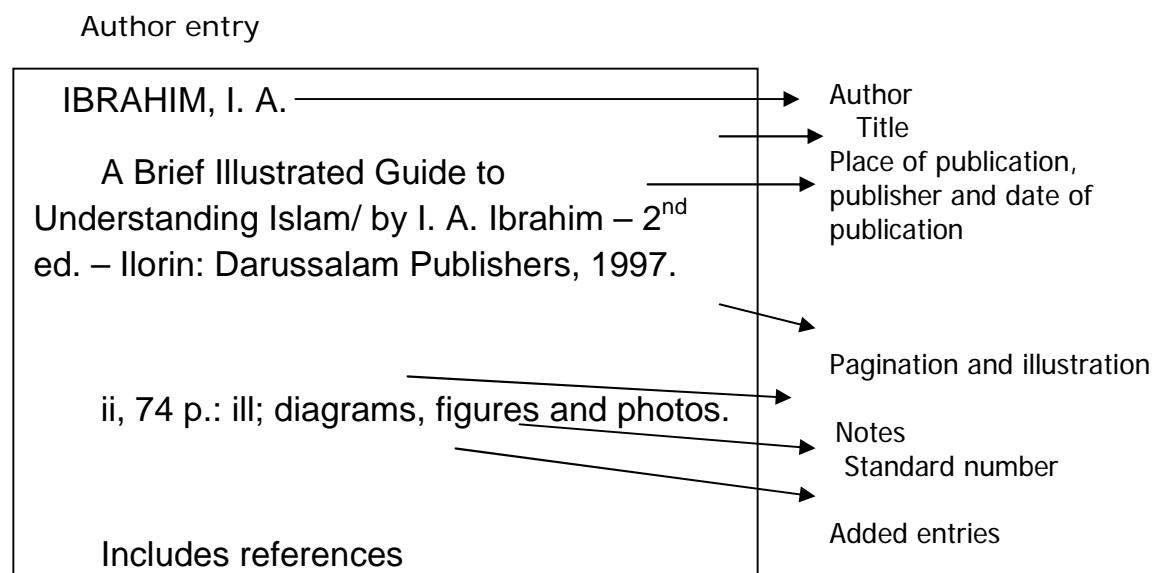 Author entry
IBRAHIM, I. A.
A Brief Illustrated Guide to
Understanding Islam/ by I. A. Ibrahim – 2nd
ed. – Ilorin: Darussalam Publishers, 1997.
ii, 74 p.: ill; diagrams, figures and photos.
Includes references
Author
Title
Place of publication,
publisher and date of
publication
Pagination and illustration
Notes
Standard number
Added entries